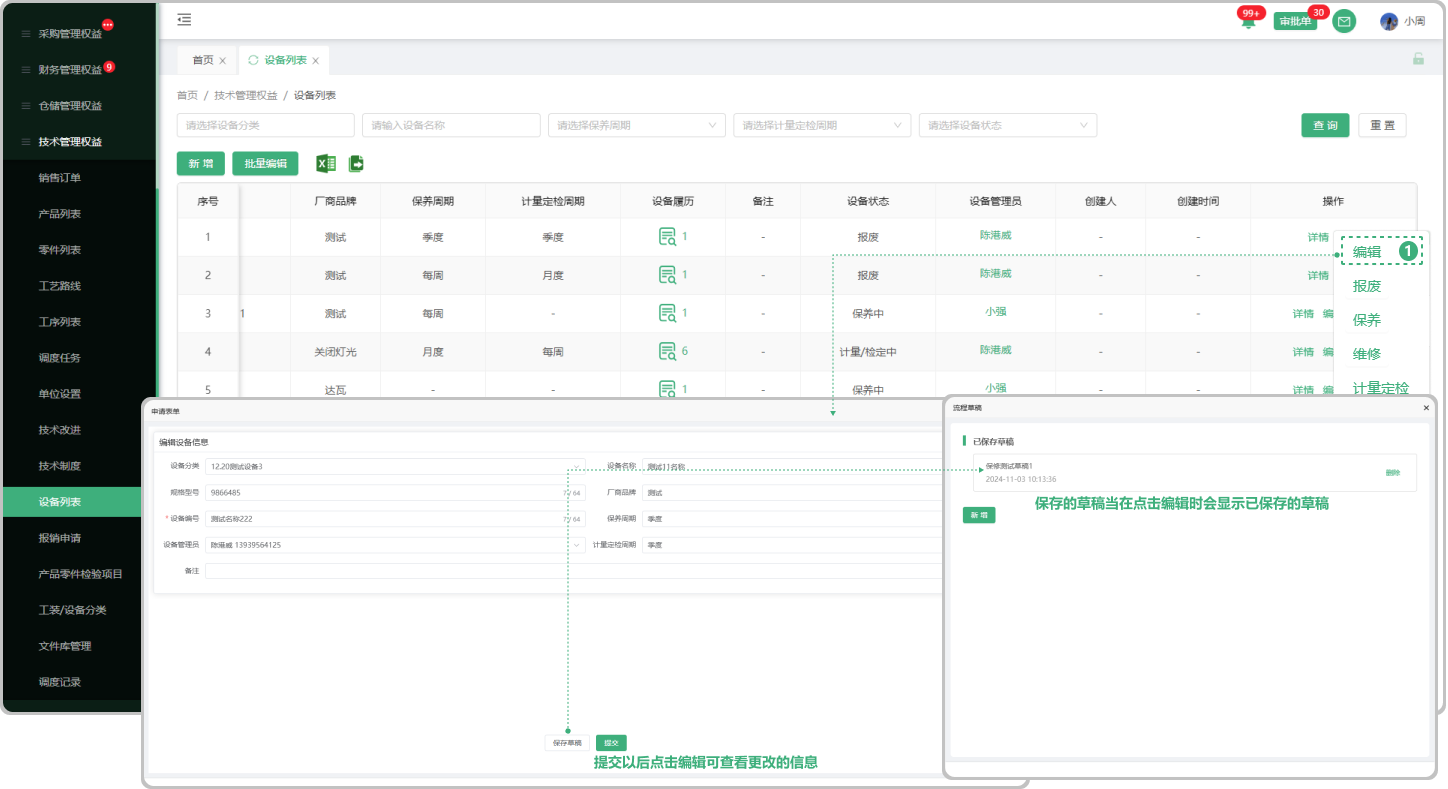 采购管理权益
财务管理权益 9
仓储管理权益
技术管理权益
销售订单
产品列表
零件列表
工艺路线
工序列表
调度任务
单位设置
技术改进
技术制度
设备列表
报销申请
产品零件检验项目
工装/设备分类
文件库管理
调度记录
99+
审批单 30
小周
首页 设备列表
首页 / 技术管理权益 / 设备列表
请选择设备分类 请输入设备名称 请选择保养周期 请选择计量定检周期 请选择设备状态 查 询 重 置
新 增 批量编辑
序号 厂商品牌 保养周期 计量定检周期 设备履历 备注 设备状态 设备管理员 创建人 创建时间 操作
1 测试 季度 季度 1 - 报废 陈港威 - - 详情
2 测试 每周 月度 1 - 报废 陈港威 - - 详情
3 1 测试 每周 - 1 - 保养中 小强 - - 详情 编
4 关闭灯光 月度 每周 6 - 计量/检定中 陈港威 - - 详情 编
5 达瓦 - - 1 - 保养中 小强 - - 详情 编
编辑 1
报废
保养
维修
计量定检
申请表单
编辑设备信息
设备分类 12.20测试设备3 设备名称 测试11名称
规格型号 9866485 7 / 64 厂商品牌 测试
* 设备编号 测试名称222 7 / 64 保养周期 季度
设备管理员 陈港威 13939564125 计量定检周期 季度
备注
保存草稿 提交
提交以后点击编辑可查看更改的信息
流程草稿
已保存草稿
保修测试草稿1
2024-11-03 10:13:36
删除
保存的草稿当在点击编辑时会显示已保存的草稿
新 增